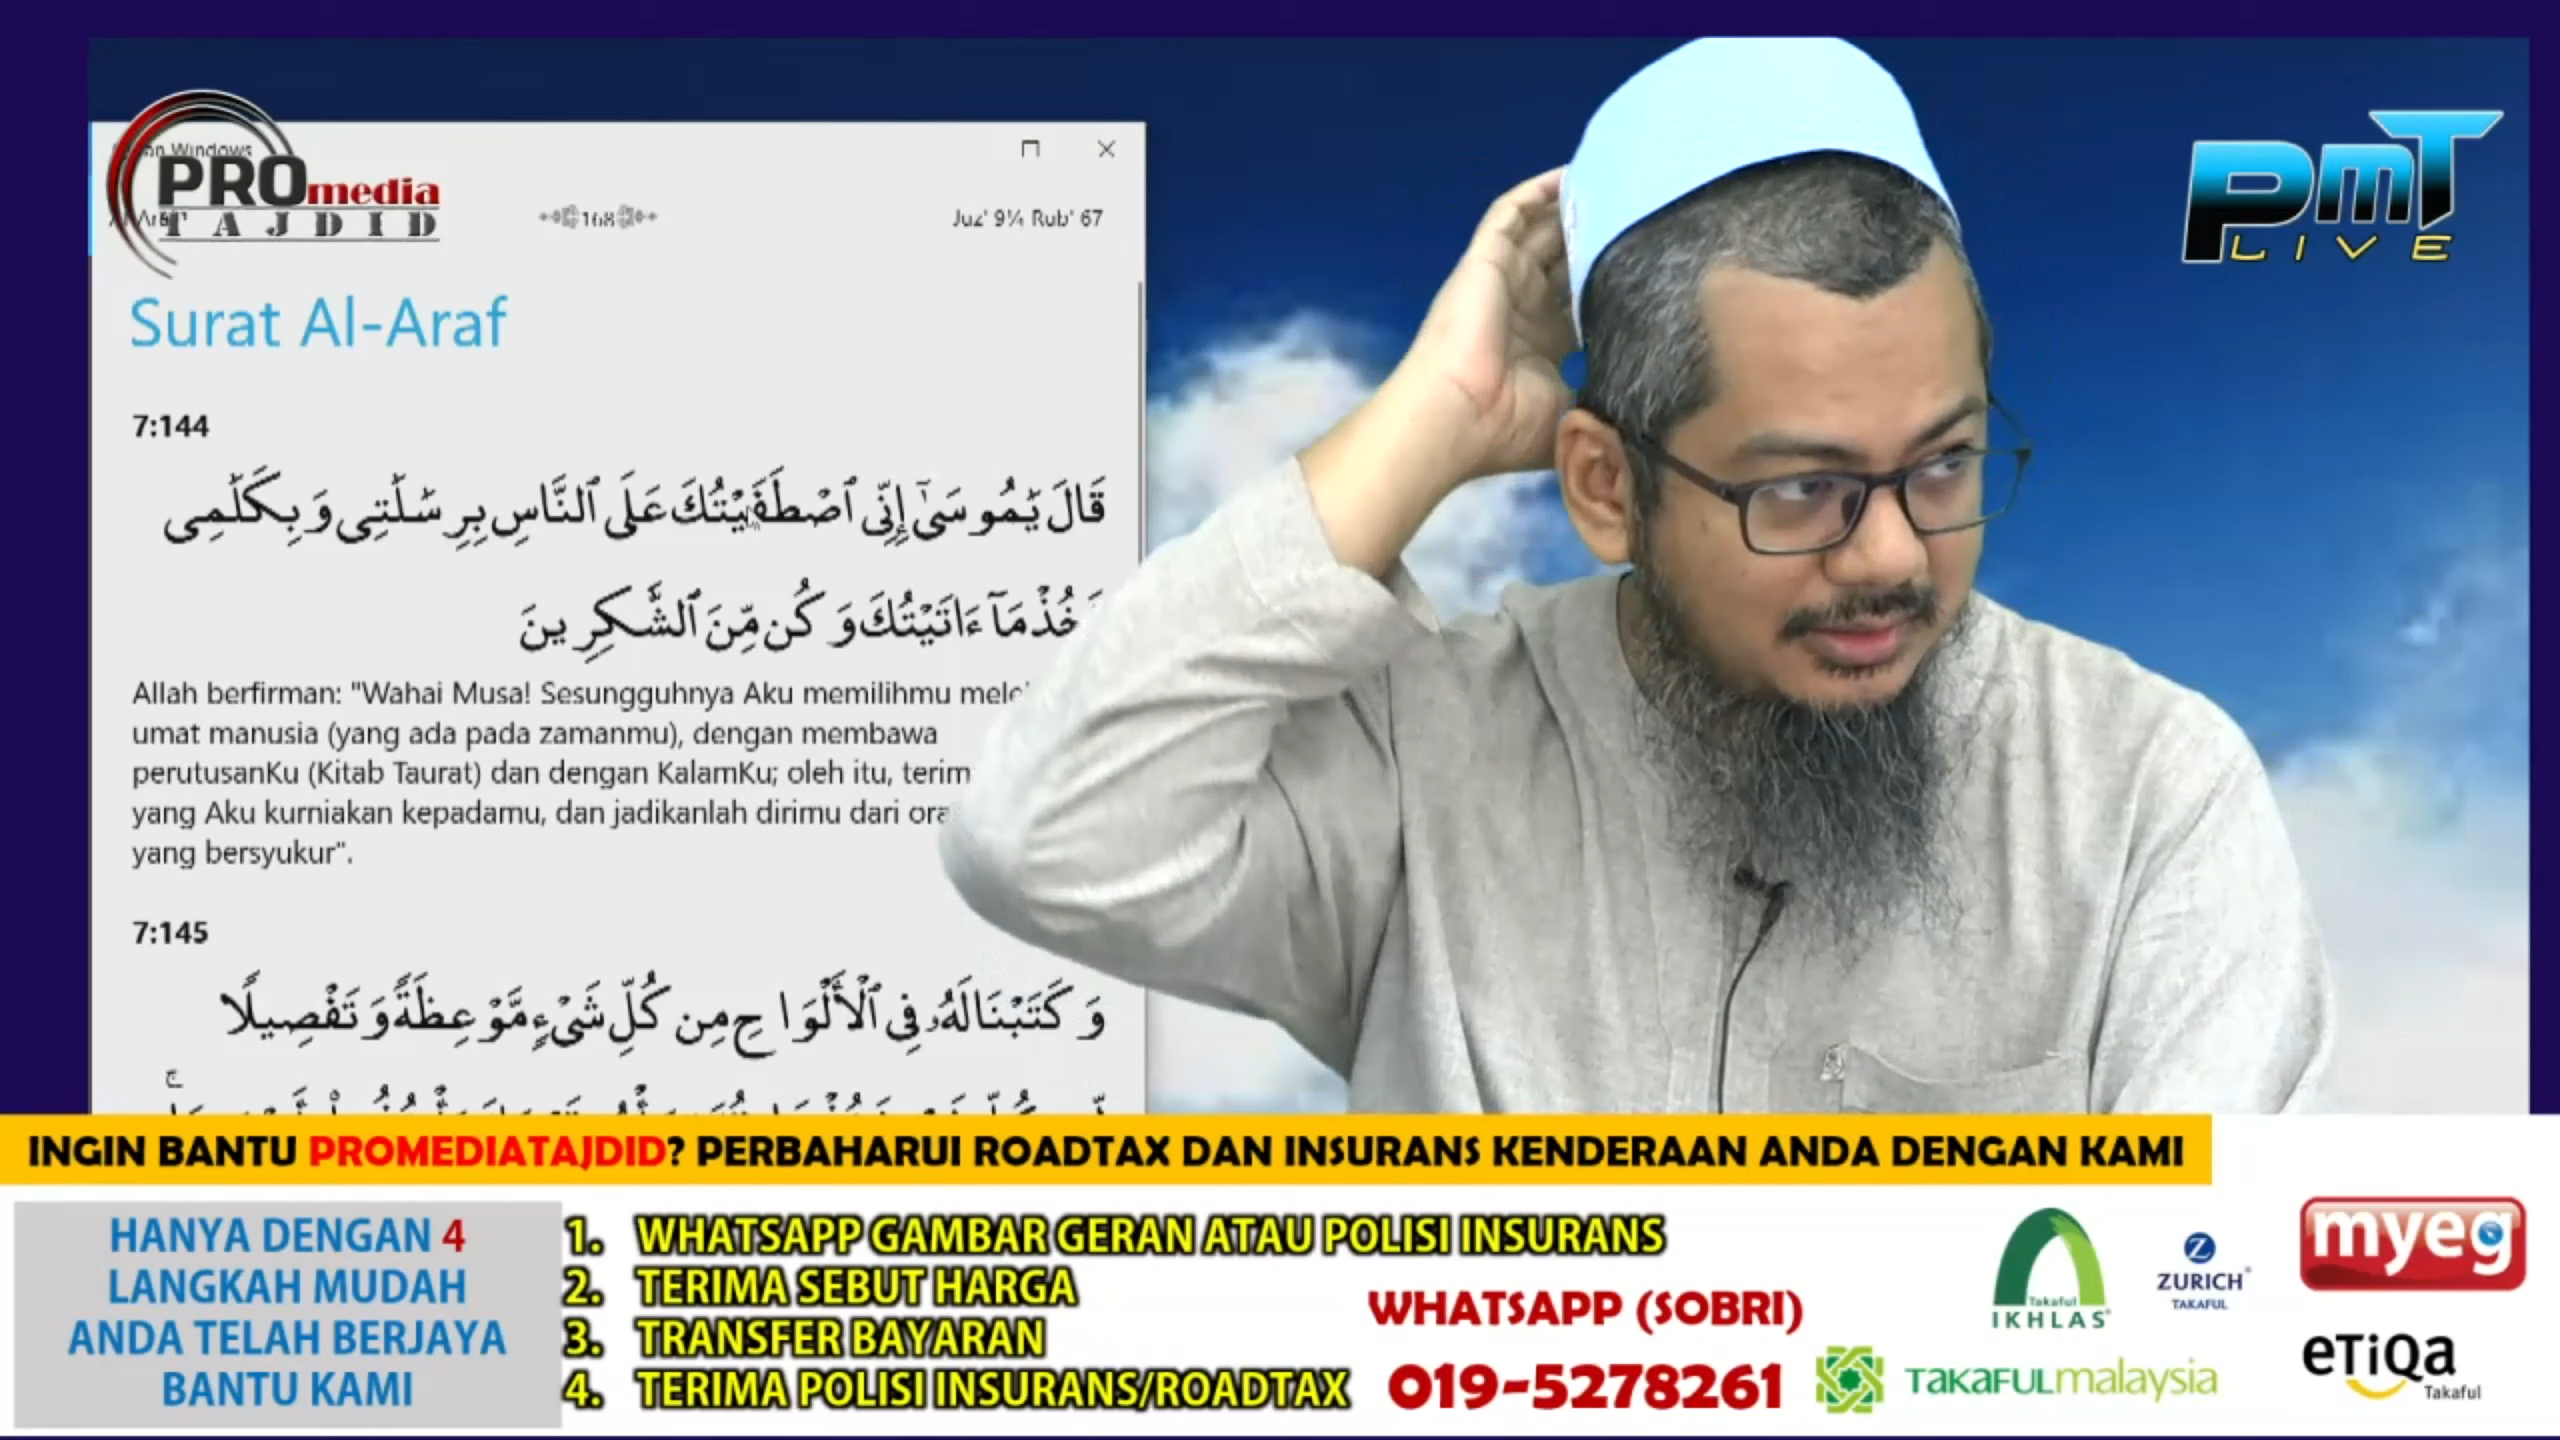 PROmedia
TAJDID
on Windows
168
Juz' 9¼ Rub' 67
PMT
LIVE
Surat Al-Araf
7:144
قَالَ يَٰمُوسَىٰٓ إِنِّى ٱصْطَفَيْتُكَ عَلَى ٱلنَّاسِ بِرِسَٰلَٰتِى وَبِكَلَٰمِى
خُذْ مَآ ءَاتَيْتُكَ وَكُن مِّنَ ٱلشَّٰكِرِينَ
Allah berfirman: "Wahai Musa! Sesungguhnya Aku memilihmu
umat manusia (yang ada pada zamanmu), dengan membawa
perutusanKu (Kitab Taurat) dan dengan KalamKu; oleh itu,
yang Aku kurniakan kepadamu, dan jadikanlah dirimu dari
yang bersyukur".
7:145
وَكَتَبْنَا لَهُۥ فِى ٱلْأَلْوَاحِ مِن كُلِّ شَىْءٍ مَّوْعِظَةً وَتَفْصِيلًا
INGIN BANTU PROMEDIATAJDID? PERBAHARUI ROADTAX DAN INSURANS KENDERAAN ANDA DENGAN KAMI
HANYA DENGAN 4
LANGKAH MUDAH
ANDA TELAH BERJAYA
BANTU KAMI
1. WHATSAPP GAMBAR GERAN ATAU POLISI INSURANS
2. TERIMA SEBUT HARGA
3. TRANSFER BAYARAN
4. TERIMA POLISI INSURANS/ROADTAX
WHATSAPP (SOBRI)
019-5278261
Takaful
IKHLAS
ZURICH
TAKAFUL
myeg
TAKAFULmalaysia
eTiQa
Takaful